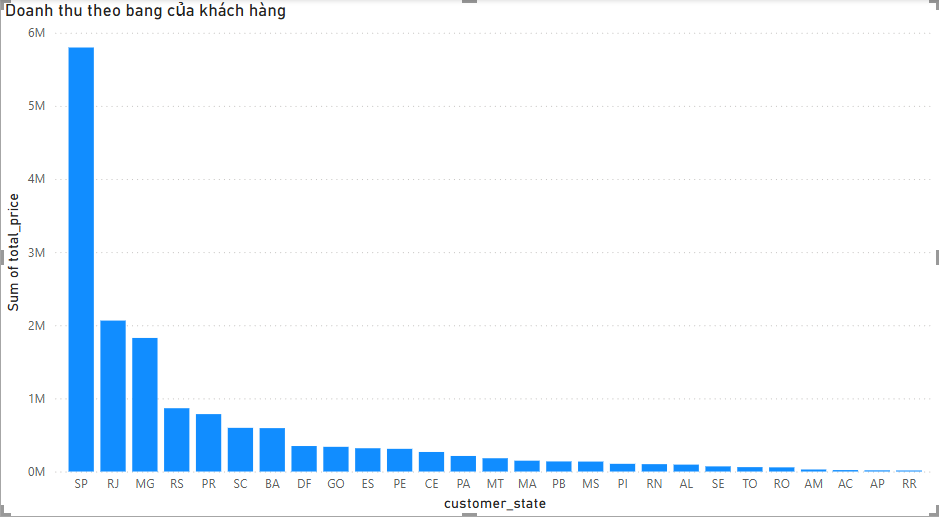 Doanh thu theo bang của khách hàng
6M
5M
4M
3M
2M
1M
0M
Sum of total_price
SP RJ MG RS PR SC BA DF GO ES PE CE PA MT MA PB MS PI RN AL SE TO RO AM AC AP RR
customer_state